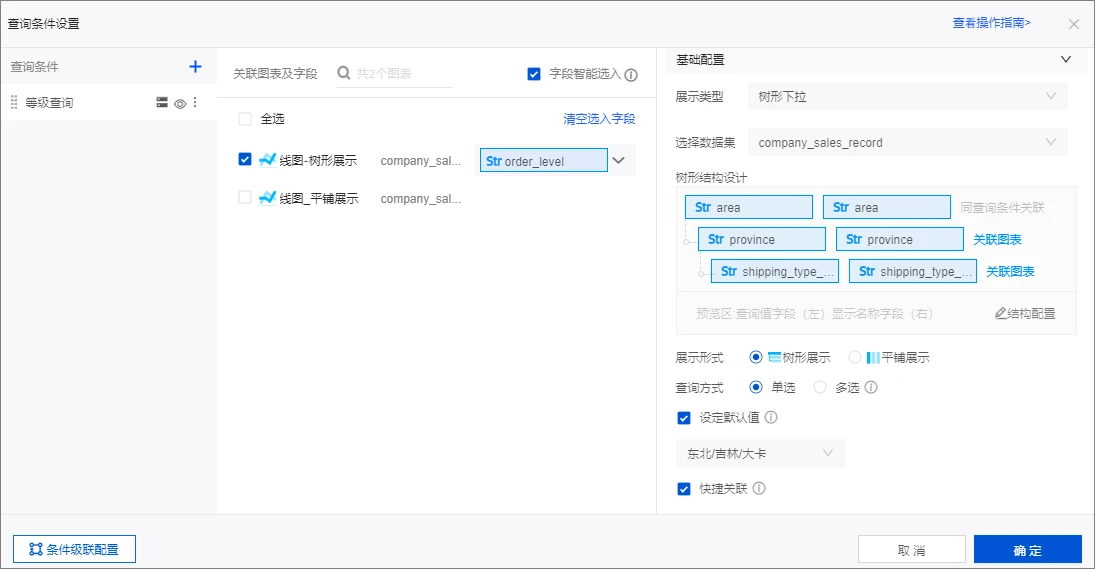 查询条件设置
查看操作指南>
查询条件
等级查询
关联图表及字段
共2个图表
字段智能选入
全选
清空选入字段
线图-树形展示 company_sal... Str order_level
线图_平铺展示 company_sal...
基础配置
展示类型 树形下拉
选择数据集 company_sales_record
树形结构设计
Str area Str area 同查询条件关联
Str province Str province 关联图表
Str shipping_type_... Str shipping_type_... 关联图表
预览区:查询值字段（左）显示名称字段（右） 结构配置
展示形式 树形展示 平铺展示
查询方式 单选 多选
设定默认值
东北/吉林/大卡
快捷关联
条件级联配置
取消
确定